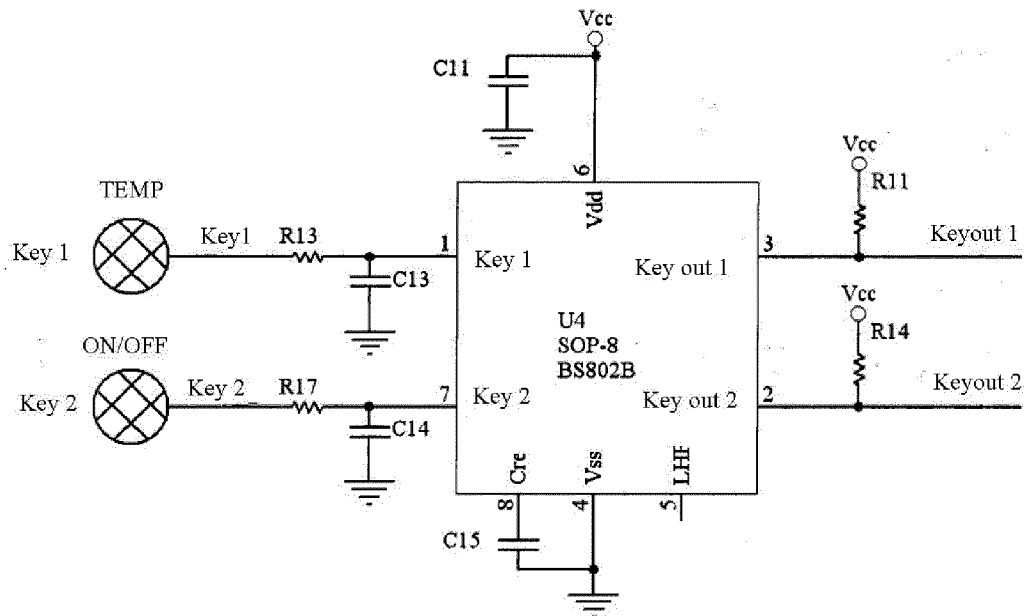 Vcc
C11
Vcc
R11
6
Vdd
TEMP
Key 1
Key1
R13
1
Key 1
Key out 1
3
Keyout 1
C13
Vcc
R14
U4
SOP-8
BS802B
ON/OFF
Key 2
Key 2
R17
7
Key 2
Key out 2
2
Keyout 2
C14
Cre
Vss
LHF
8
4
5
C15